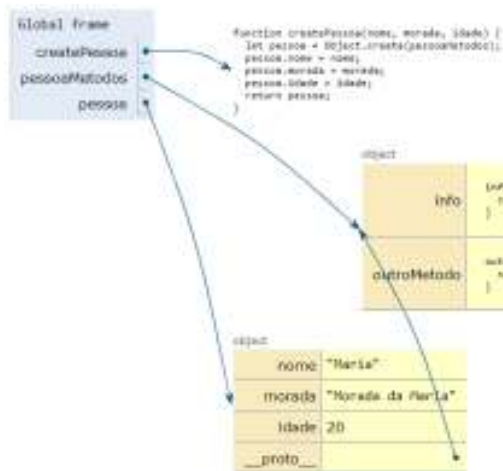 Global frame
createPessoa
pessoaMetodos
pessoa
function createPessoa(nome, morada, idade) {
let pessoa = Object.create(pessoaMetodos);
pessoa.nome = nome;
pessoa.morada = morada;
pessoa.idade = idade;
return pessoa;
}
object
info
}
outroMetodo
}
object
nome "Maria"
morada "Morada da Maria"
idade 20
__proto__